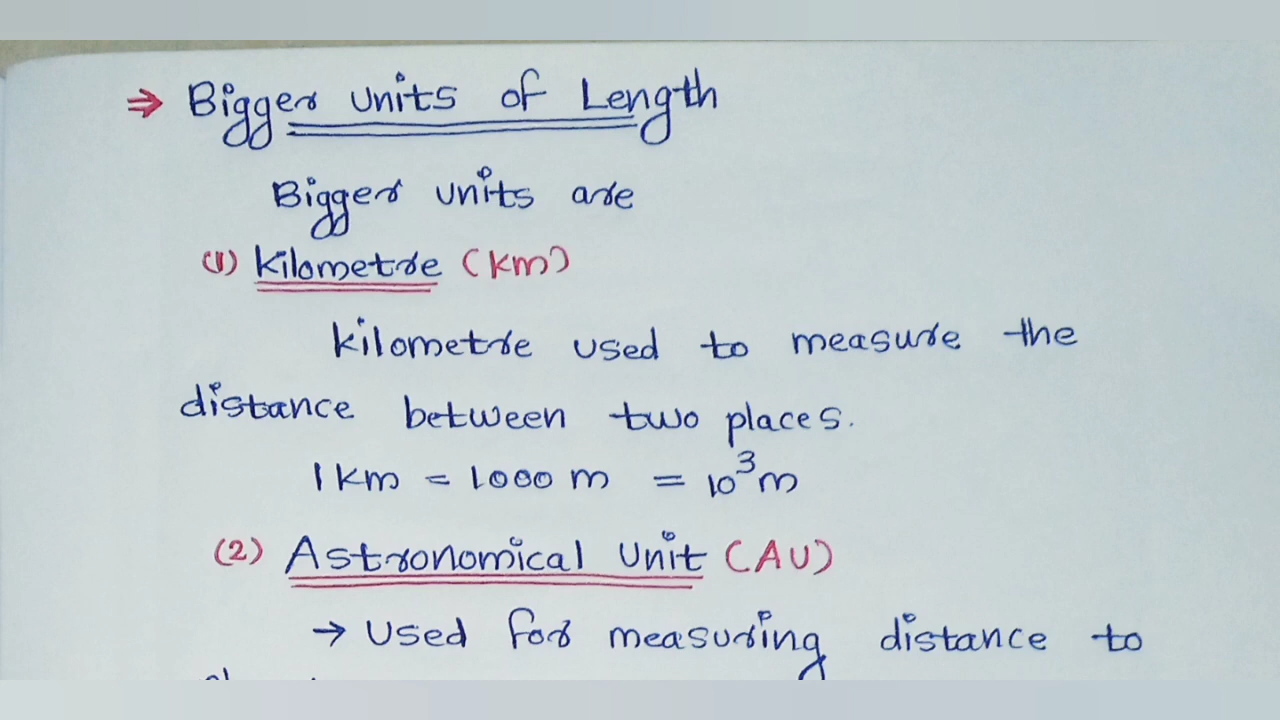 ⇒ Bigger units of Length
Bigger units are
(1) Kilometre (km)
Kilometre used to measure the
distance between two places.
1 km = 1000 m = 10³ m
(2) Astronomical Unit (AU)
→ Used for measuring distance to